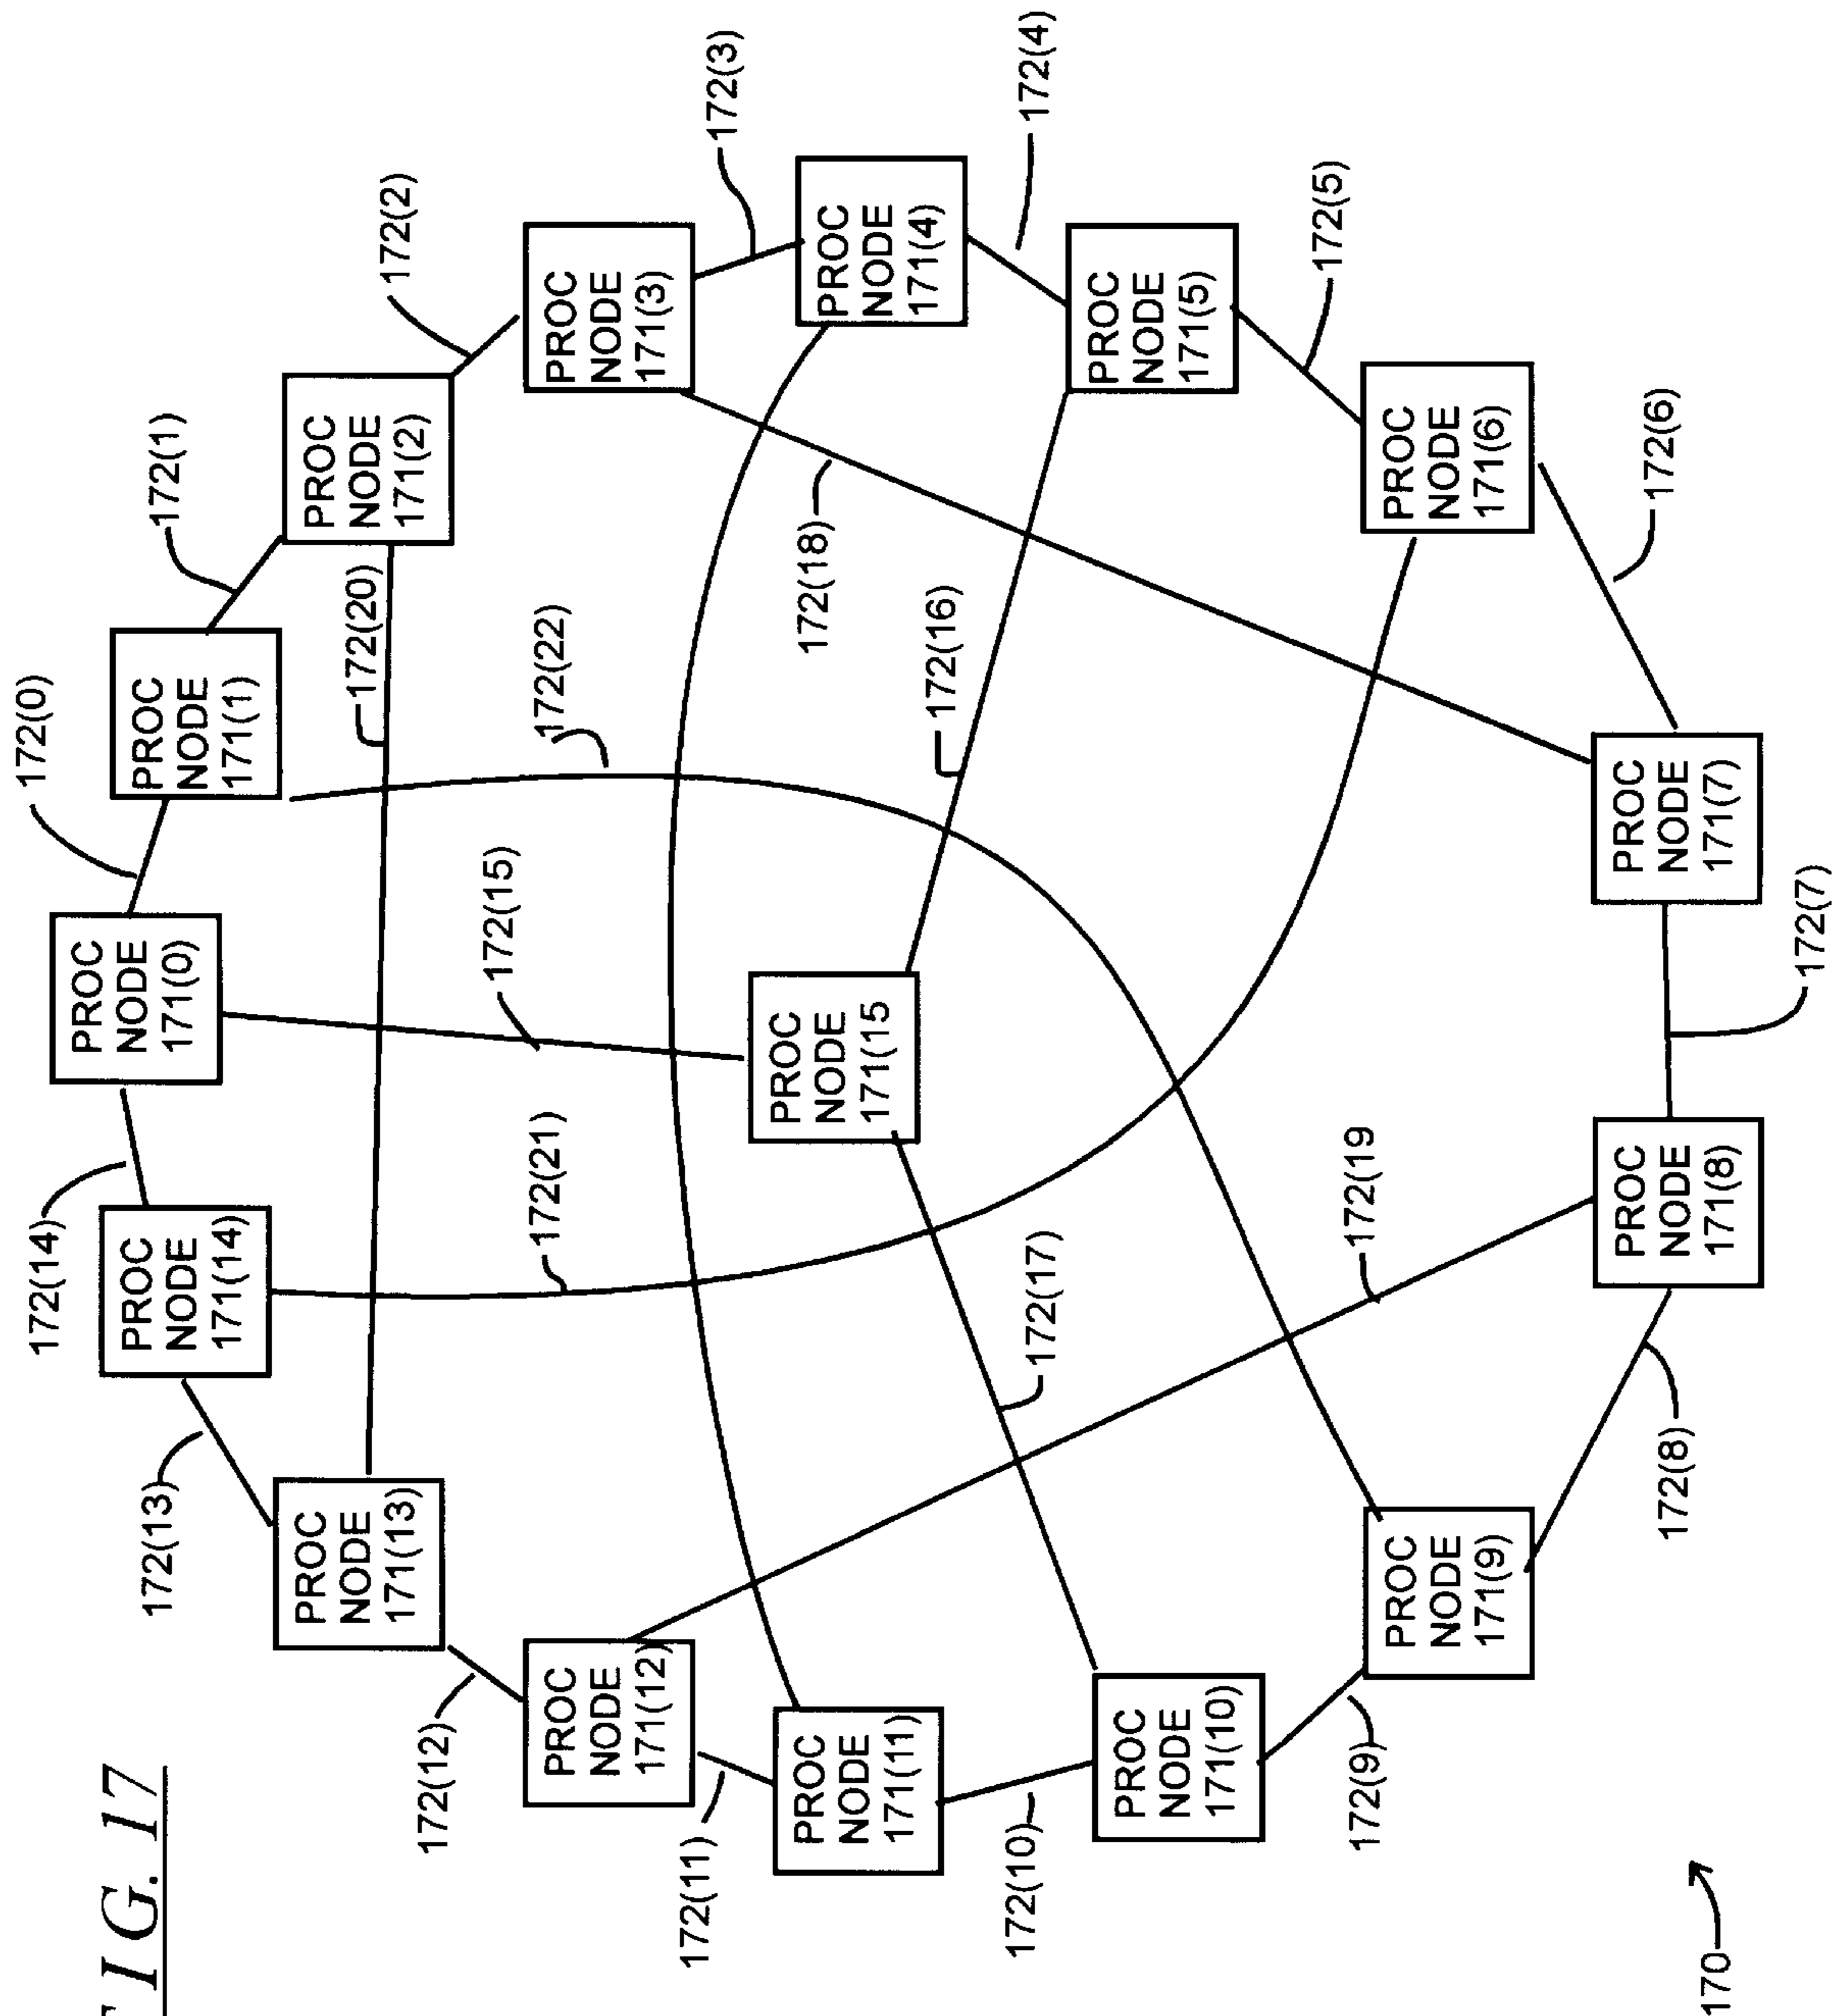 FIG. 17
172(14)
172(0)
PROC
NODE
171(0)
PROC
NODE
171(14)
PROC
NODE
171(1)
172(13)
172(1)
PROC
NODE
171(13)
PROC
NODE
171(2)
172(20)
172(2)
172(12)
172(21)
172(15)
172(22)
PROC
NODE
171(12)
PROC
NODE
171(3)
172(11)
172(3)
PROC
NODE
171(11)
PROC
NODE
171(15
172(18)
PROC
NODE
171(4)
172(10)
172(17)
172(16)
172(4)
PROC
NODE
171(10)
PROC
NODE
171(5)
172(9)
172(19
172(5)
PROC
NODE
171(9)
PROC
NODE
171(6)
172(8)
172(6)
PROC
NODE
171(8)
PROC
NODE
171(7)
172(7)
170